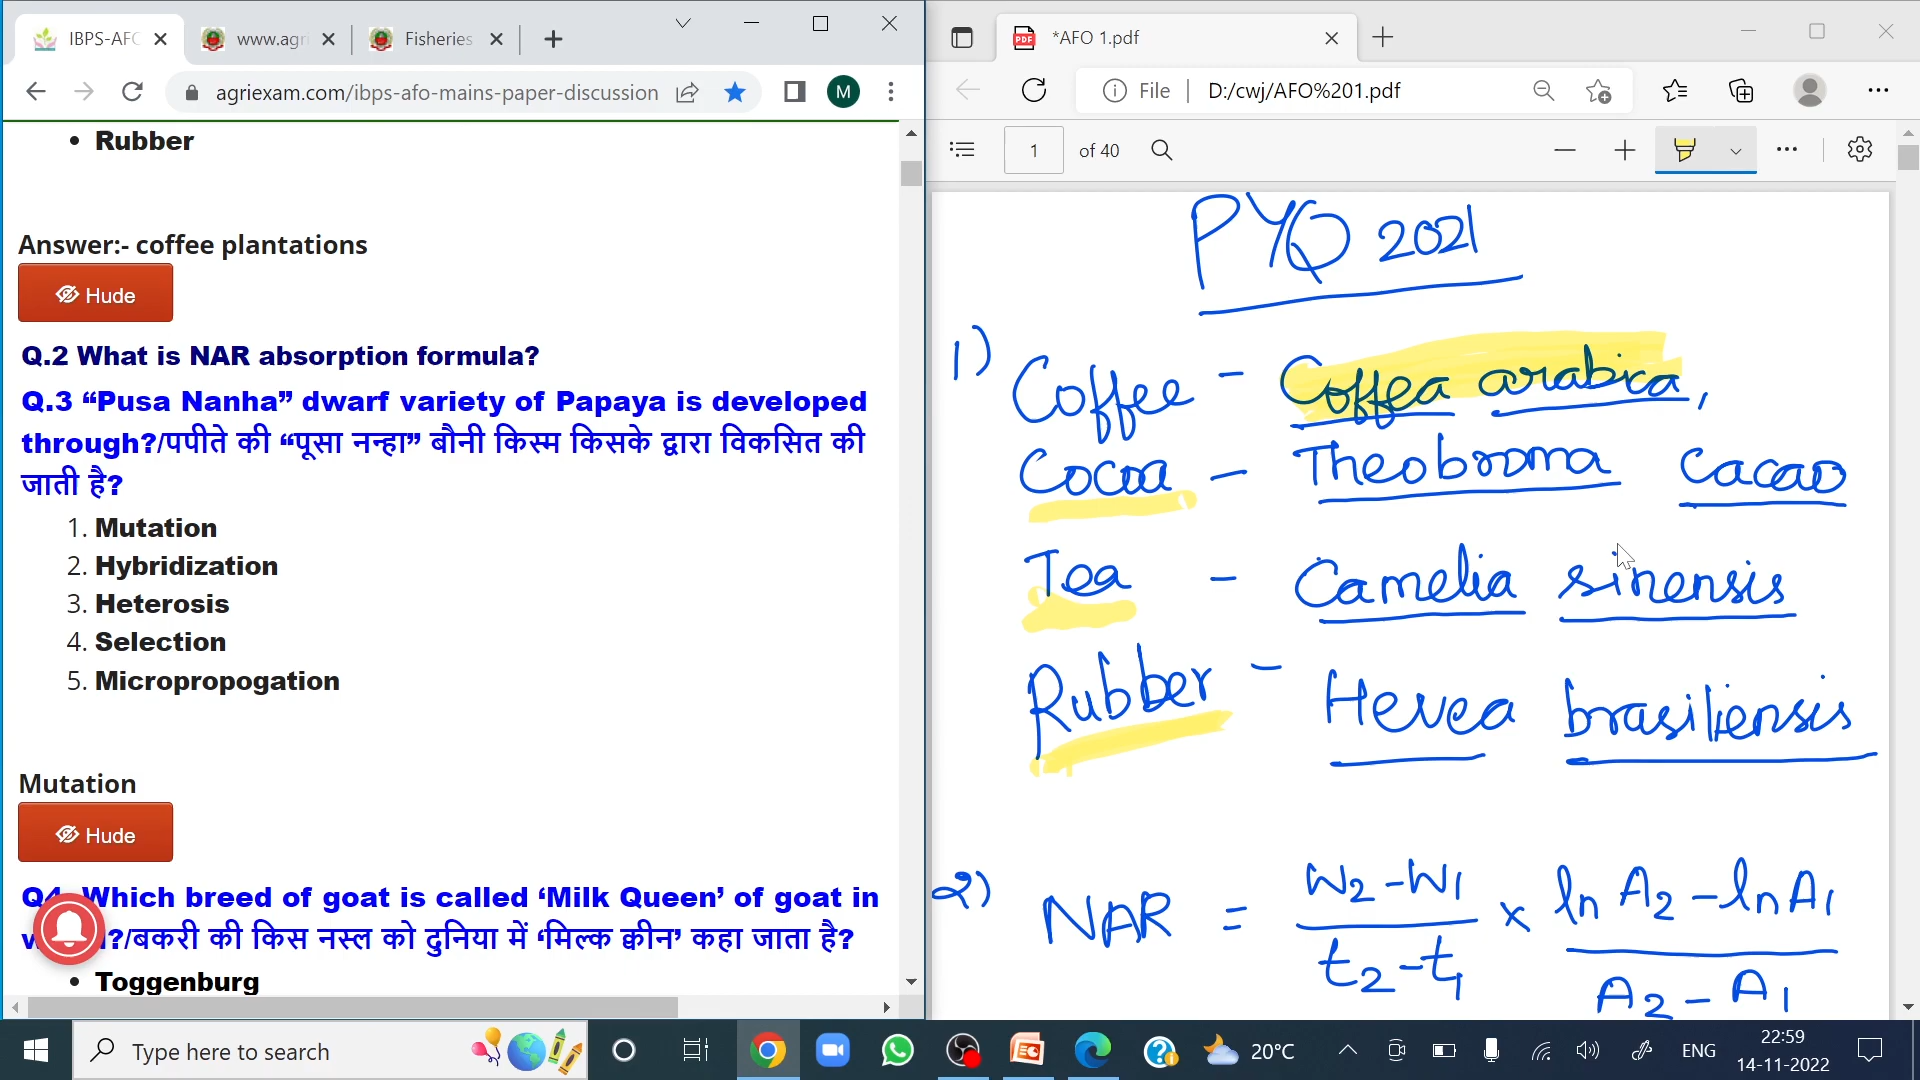 IBPS-AFO
www.agri
Fisheries
agriexam.com/ibps-afo-mains-paper-discussion
M
Rubber
Answer:- coffee plantations
Hude
Q.2 What is NAR absorption formula?
Q.3 “Pusa Nanha” dwarf variety of Papaya is developed
through?/पपीते की “पूसा नन्हा” बौनी किस्म किसके द्वारा विकसित की
जाती है?
1. Mutation
2. Hybridization
3. Heterosis
4. Selection
5. Micropropogation
Mutation
Hude
Q4. Which breed of goat is called ‘Milk Queen’ of goat in
?/बकरी की किस नस्ल को दुनिया में ‘मिल्क क्वीन’ कहा जाता है?
Toggenburg
*AFO 1.pdf
File D:/cwj/AFO%201.pdf
1 of 40
PYQ 2021
1) Coffee - Coffea arabica,
Cocoa - Theobroma cacao
Tea - Camelia sinensis
Rubber - Hevea brasiliensis
2) NAR = W2-W1 / t2-t1 × ln A2-ln A1 / A2-A1
Type here to search
20°C
ENG
22:59
14-11-2022